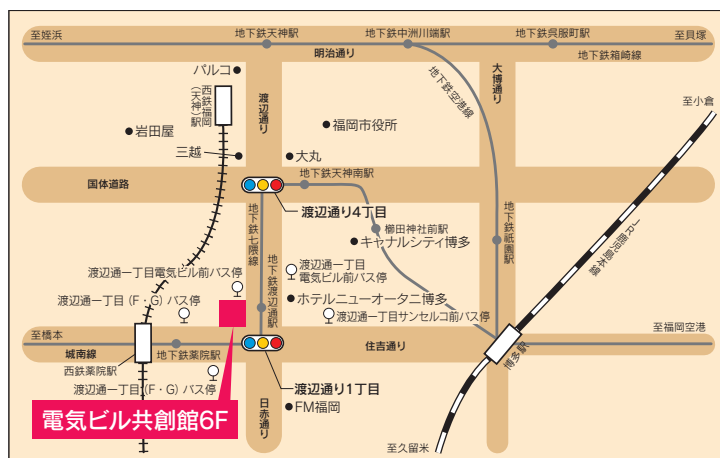 至姪浜
地下鉄天神駅
地下鉄中洲川端駅
地下鉄呉服町駅
至貝塚
明治通り
地下鉄箱崎線
パルコ
西鉄福岡
(天神)駅
渡辺通り
地下鉄空港線
大博通り
至小倉
岩田屋
福岡市役所
三越
大丸
国体道路
地下鉄天神南駅
渡辺通り4丁目
櫛田神社前駅
地下鉄祇園駅
JR鹿児島本線
キャナルシティ博多
地下鉄七隈線
地下鉄渡辺通駅
渡辺通一丁目電気ビル前バス停
渡辺通一丁目
電気ビル前バス停
渡辺通一丁目(F・G)バス停
ホテルニューオータニ博多
渡辺通一丁目サンセルコ前バス停
至橋本
至福岡空港
城南線
地下鉄薬院駅
住吉通り
博多駅
西鉄薬院駅
渡辺通一丁目(F・G)バス停
渡辺通り1丁目
電気ビル共創館6F
日赤通り
FM福岡
至久留米